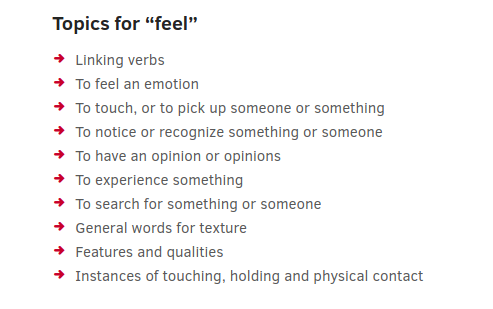 Topics for “feel”
Linking verbs
To feel an emotion
To touch, or to pick up someone or something
To notice or recognize something or someone
To have an opinion or opinions
To experience something
To search for something or someone
General words for texture
Features and qualities
Instances of touching, holding and physical contact